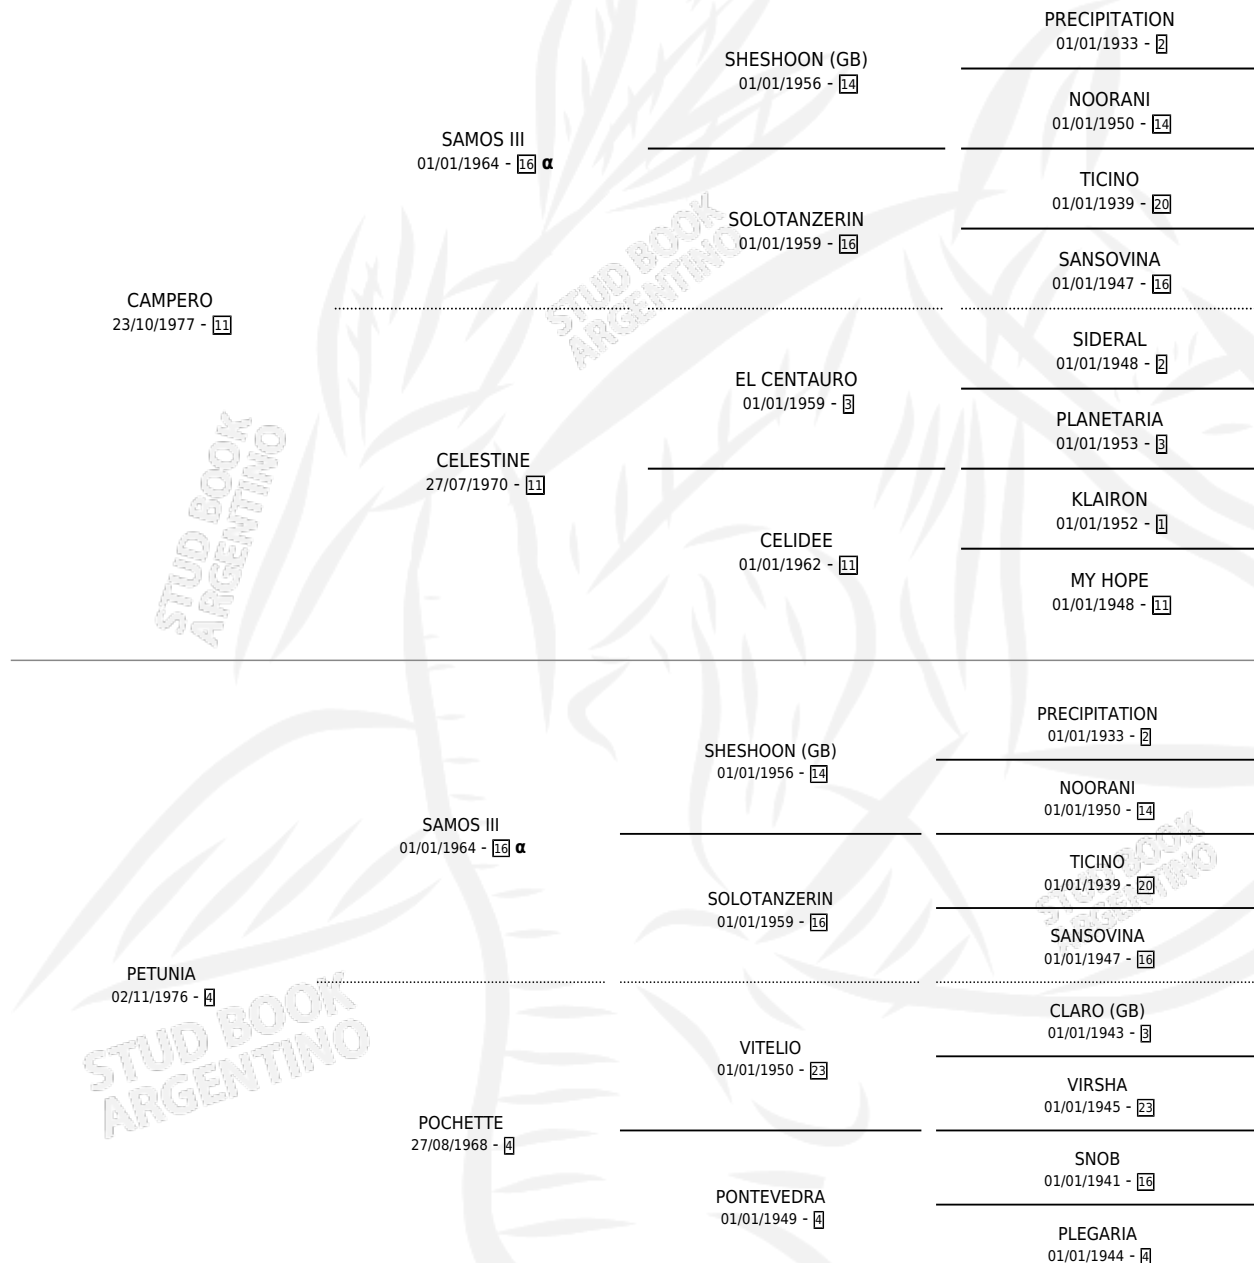 PRECIPITATION
01/01/1933 - 2
SHESHOON (GB)
01/01/1956 - 14
NOORANI
01/01/1950 - 14
SAMOS III
01/01/1964 - 16 α
TICINO
01/01/1939 - 20
SOLOTANZERIN
01/01/1959 - 16
SANSOVINA
01/01/1947 - 16
CAMPERO
23/10/1977 - 11
SIDERAL
01/01/1948 - 2
EL CENTAURO
01/01/1959 - 3
PLANETARIA
01/01/1953 - 3
CELESTINE
27/07/1970 - 11
KLAIRON
01/01/1952 - 1
CELIDEE
01/01/1962 - 11
MY HOPE
01/01/1948 - 11
STUD BOOK
ARGENTINO
STUD BOOK
ARGENTINO
PRECIPITATION
01/01/1933 - 2
SHESHOON (GB)
01/01/1956 - 14
NOORANI
01/01/1950 - 14
SAMOS III
01/01/1964 - 16 α
TICINO
01/01/1939 - 20
SOLOTANZERIN
01/01/1959 - 16
SANSOVINA
01/01/1947 - 16
PETUNIA
02/11/1976 - 4
CLARO (GB)
01/01/1943 - 3
VITELIO
01/01/1950 - 23
VIRSHA
01/01/1945 - 23
POCHETTE
27/08/1968 - 4
SNOB
01/01/1941 - 16
PONTEVEDRA
01/01/1949 - 4
PLEGARIA
01/01/1944 - 4
STUD BOOK
ARGENTINO
STUD BOOK
ARGENTINO